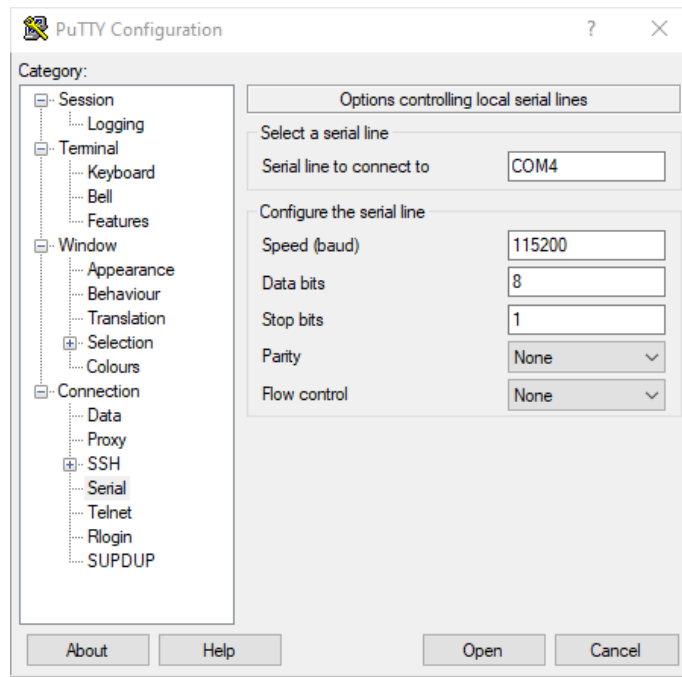 PuTTY Configuration ? ×
Category:
Session
Logging
Terminal
Keyboard
Bell
Features
Window
Appearance
Behaviour
Translation
Selection
Colours
Connection
Data
Proxy
SSH
Serial
Telnet
Rlogin
SUPDUP
Options controlling local serial lines
Select a serial line
Serial line to connect to COM4
Configure the serial line
Speed (baud) 115200
Data bits 8
Stop bits 1
Parity None
Flow control None
About Help Open Cancel